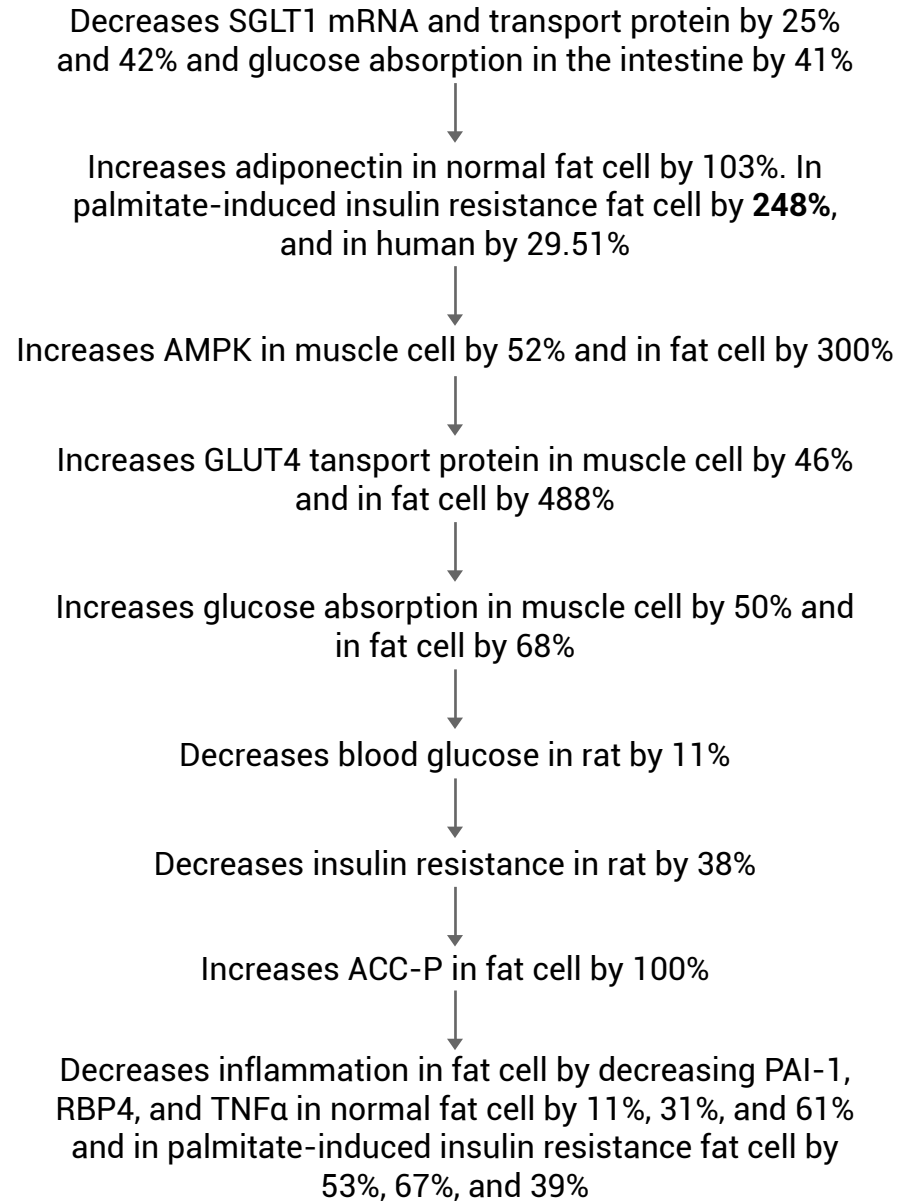 Decreases SGLT1 mRNA and transport protein by 25%
and 42% and glucose absorption in the intestine by 41%
Increases adiponectin in normal fat cell by 103%. In
palmitate-induced insulin resistance fat cell by 248%,
and in human by 29.51%
Increases AMPK in muscle cell by 52% and in fat cell by 300%
Increases GLUT4 tansport protein in muscle cell by 46%
and in fat cell by 488%
Increases glucose absorption in muscle cell by 50% and
in fat cell by 68%
Decreases blood glucose in rat by 11%
Decreases insulin resistance in rat by 38%
Increases ACC-P in fat cell by 100%
Decreases inflammation in fat cell by decreasing PAI-1,
RBP4, and TNFα in normal fat cell by 11%, 31%, and 61%
and in palmitate-induced insulin resistance fat cell by
53%, 67%, and 39%